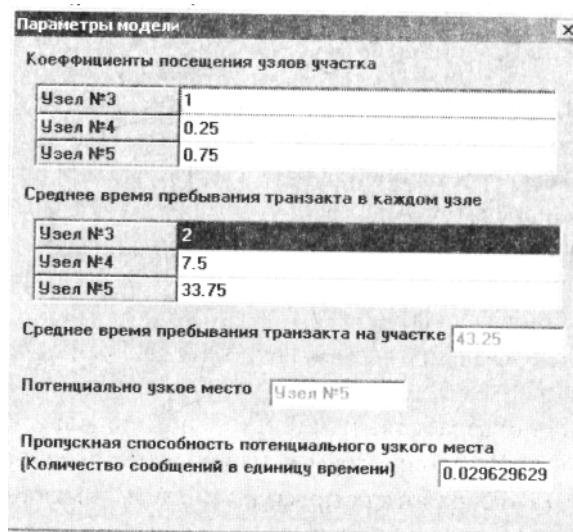 Параметры модели
Коеффициенты посещения узлов участка
Узел №3 1
Узел №4 0.25
Узел №5 0.75
Среднее время пребывания транзакта в каждом узле
Узел №3 2
Узел №4 7.5
Узел №5 33.75
Среднее время пребывания транзакта на участке 43.25
Потенциально узкое место Узел №5
Пропускная способность потенциального узкого места
(Количество сообщений в единицу времени) 0.029629629